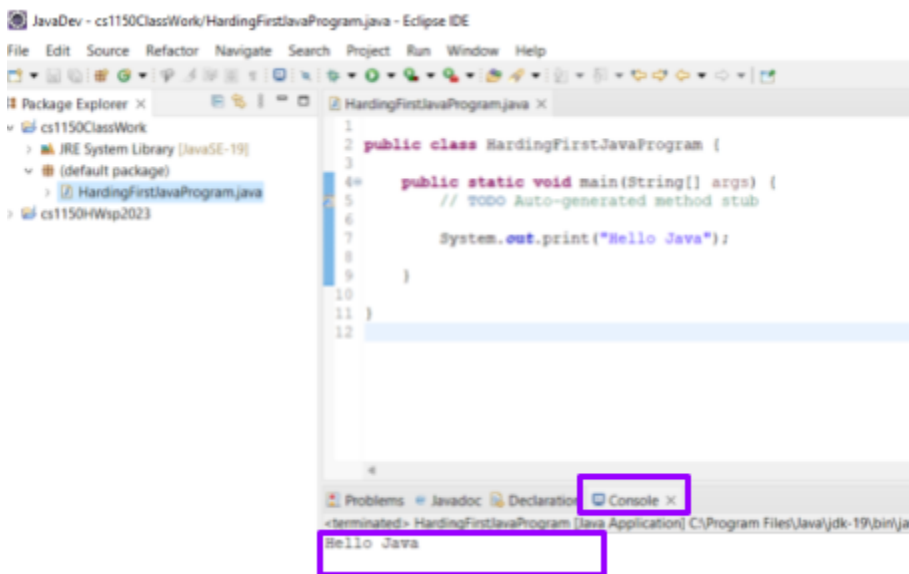 JavaDev - cs1150ClassWork/HardingFirstJavaProgram.java - Eclipse IDE
File Edit Source Refactor Navigate Search Project Run Window Help
Package Explorer
HardingFirstJavaProgram.java
cs1150ClassWork
JRE System Library [JavaSE-19]
(default package)
HardingFirstJavaProgram.java
cs1150HWsp2023
1
2 public class HardingFirstJavaProgram {
3
4 public static void main(String[] args) {
5 // TODO Auto-generated method stub
6
7 System.out.print("Hello Java");
8
9 }
10
11 }
12
Problems Javadoc Declaration Console
<terminated> HardingFirstJavaProgram [Java Application] C:\Program Files\Java\jdk-19\bin\ja
Hello Java